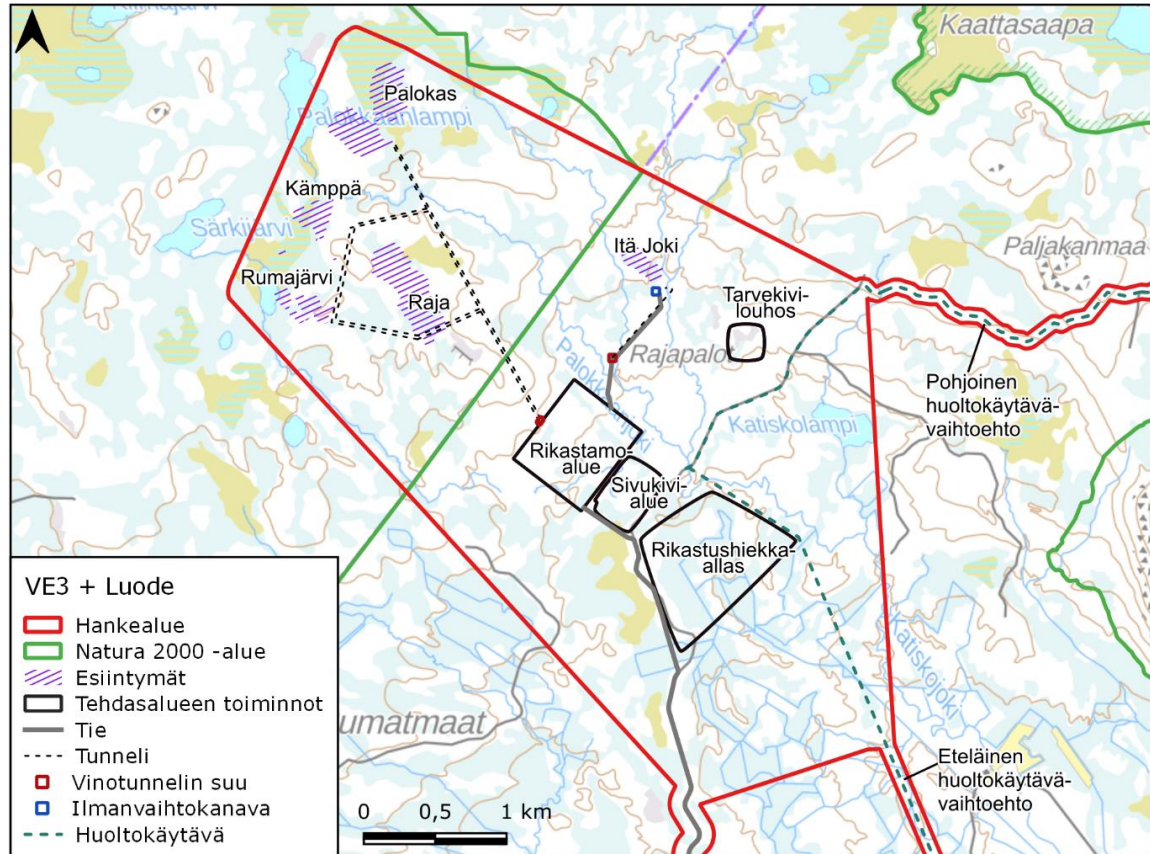 Kaattasaapa
Palokas
Palokkaanlampi
Kämppä
Särkijärvi
Itä Joki
Paljakanmaa
Rumajärvi
Raja
Tarvekivi-
louhos
Rajapalot
Pohjoinen
huoltokäytävä-
vaihtoehto
Katiskolampi
Rikastamo-
alue
Sivukivi-
alue
Rikastushiekka-
allas
Katiskojoki
umatmaat
Eteläinen
huoltokäytävä-
vaihtoehto
VE3 + Luode
Hankealue
Natura 2000 -alue
Esiintymät
Tehdasalueen toiminnot
Tie
Tunneli
Vinotunnelin suu
Ilmanvaihtokanava
Huoltokäytävä
0 0,5 1 km